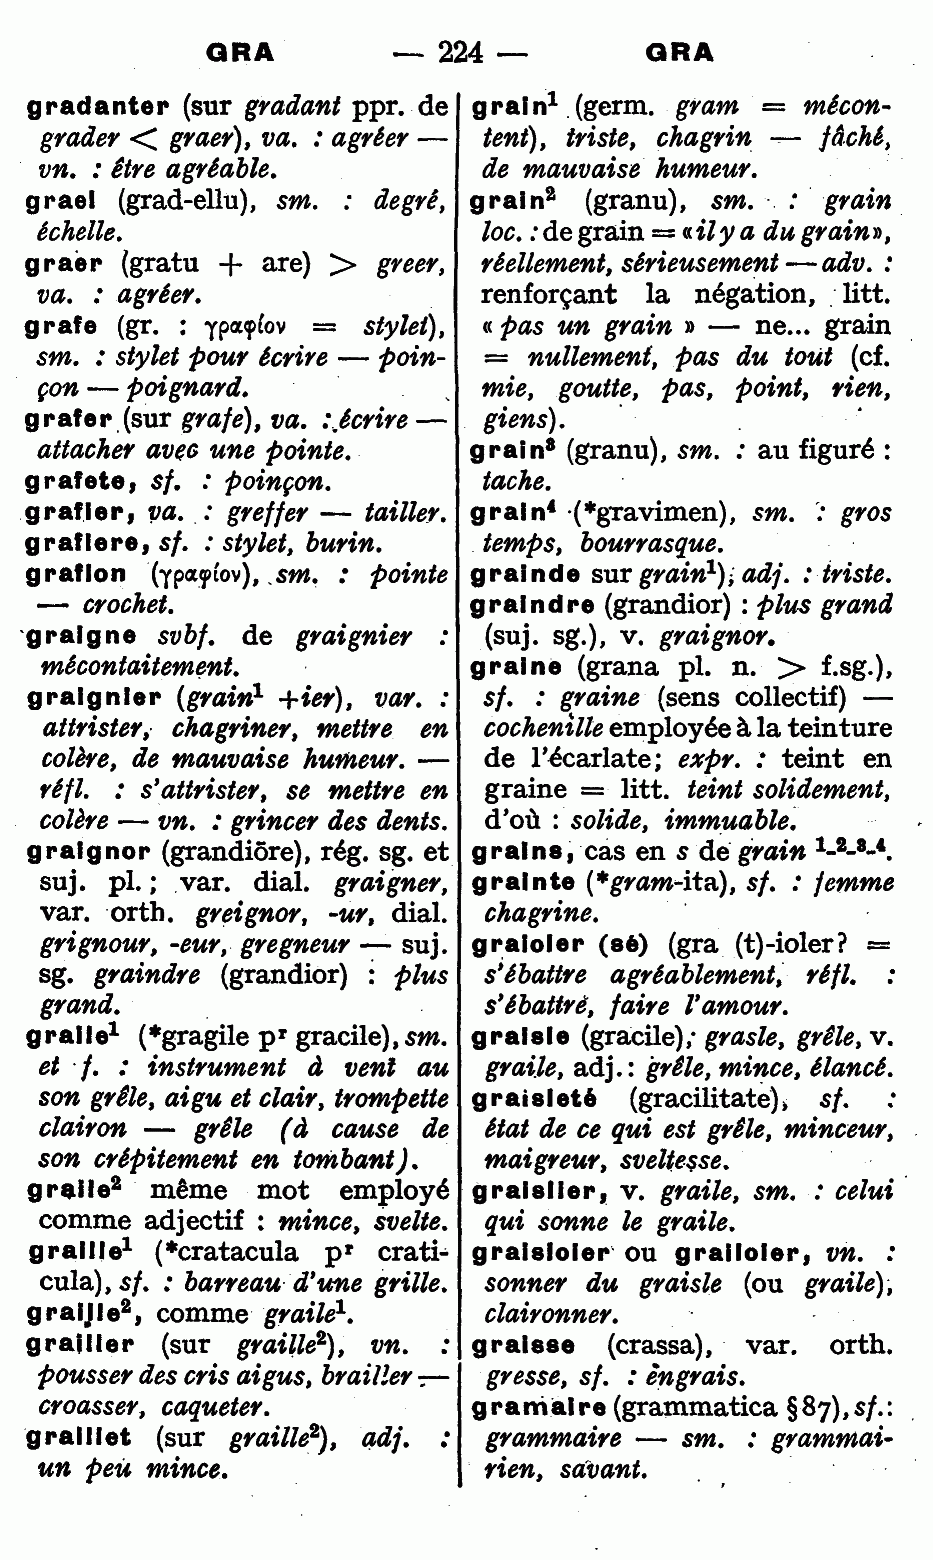 GRA — 224 — GRA
gradanter (sur gradant ppr. de
grader < graer), va. : agréer —
vn. : être agréable.
grael (grad-ellu), sm. : degré,
échelle.
graer (gratu + are) > greer,
va. : agréer.
grafe (gr. : γραφίον = stylet),
sm. : stylet pour écrire — poin-
çon — poignard.
grafer (sur grafe), va. : écrire —
attacher avec une pointe.
grafete, sf. : poinçon.
grafier, va. : greffer — tailler.
grafiere, sf. : stylet, burin.
grafion (γραφίον), sm. : pointe
— crochet.
graigne svbf. de graignier :
mécontaitement.
graignier (grain¹ +ier), var. :
attrister, chagriner, mettre en
colère, de mauvaise humeur. —
réfl. : s'attrister, se mettre en
colère — vn. : grincer des dents.
graignor (grandiōre), rég. sg. et
suj. pl. ; var. dial. graigner,
var. orth. greignor, -ur, dial.
grignour, -eur, gregneur — suj.
sg. graindre (grandior) : plus
grand.
graile¹ (*gragile pʳ gracile), sm.
et f. : instrument à vent au
son grêle, aigu et clair, trompette
clairon — grêle (à cause de
son crépitement en tombant).
graile² même mot employé
comme adjectif : mince, svelte.
graille¹ (*cratacula pʳ crati-
cula), sf. : barreau d'une grille.
graille², comme graile¹.
grailler (sur graille²), vn. :
pousser des cris aigus, brailler —
croasser, caqueter.
graillet (sur graille²), adj. :
un peu mince.
grain¹ (germ. gram = mécon-
tent), triste, chagrin — fâché,
de mauvaise humeur.
grain² (granu), sm. : grain
loc. : de grain = «il y a du grain»,
réellement, sérieusement — adv. :
renforçant la négation, litt.
« pas un grain » — ne... grain
= nullement, pas du tout (cf.
mie, goutte, pas, point, rien,
giens).
grain³ (granu), sm. : au figuré :
tache.
grain⁴ (*gravimen), sm. : gros
temps, bourrasque.
grainde sur grain¹), adj. : triste.
graindre (grandior) : plus grand
(suj. sg.), v. graignor.
graine (grana pl. n. > f.sg.),
sf. : graine (sens collectif) —
cochenille employée à la teinture
de l'écarlate; expr. : teint en
graine = litt. teint solidement,
d'où : solide, immuable.
grains, cas en s de grain ¹-²-³-⁴.
grainte (*gram-ita), sf. : femme
chagrine.
graioler (sé) (gra (t)-ioler? =
s'ébattre agréablement, réfl. :
s'ébattre, faire l'amour.
graisle (gracile); grasle, grêle, v.
graile, adj. : grêle, mince, élancé.
graisleté (gracilitate), sf. :
état de ce qui est grêle, minceur,
maigreur, sveltesse.
graislier, v. graile, sm. : celui
qui sonne le graile.
graisloier ou grailoier, vn. :
sonner du graisle (ou graile),
claironner.
graisse (crassa), var. orth.
gresse, sf. : engrais.
gramaire (grammatica § 87), sf. :
grammaire — sm. : grammai-
rien, savant.